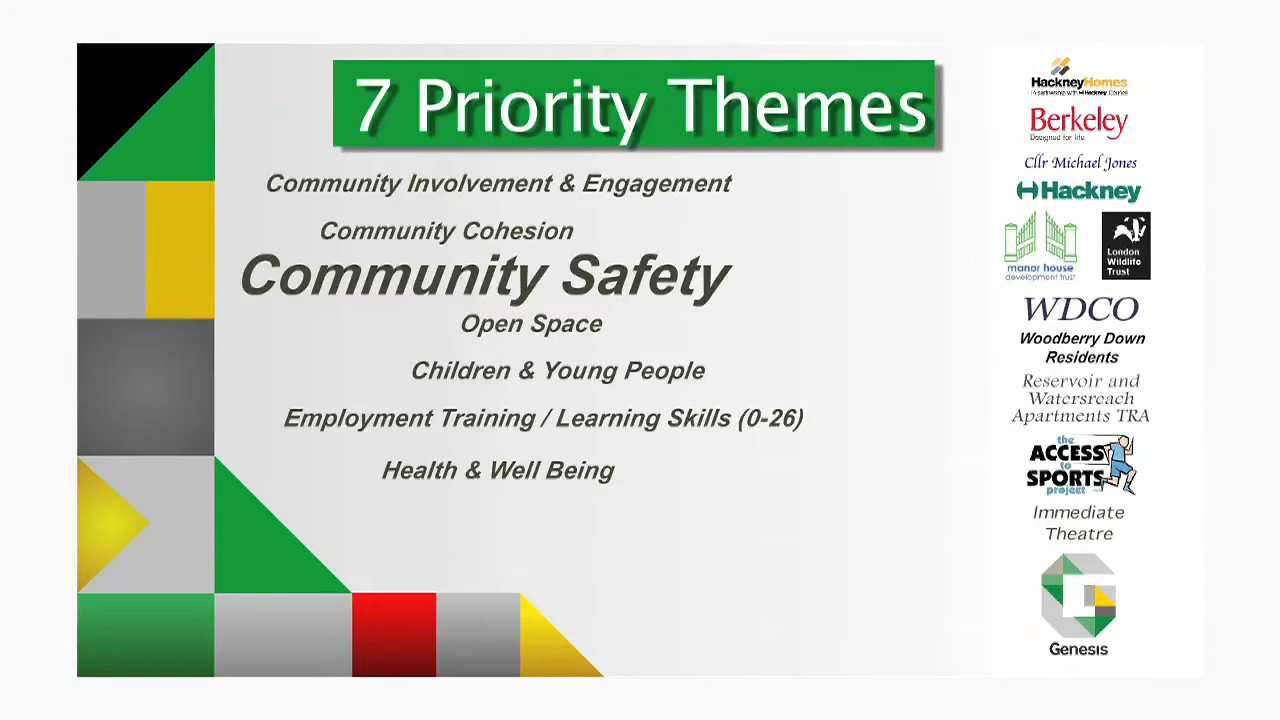 7 Priority Themes
Community Involvement & Engagement
Community Cohesion
Community Safety
Open Space
Children & Young People
Employment Training / Learning Skills (0-26)
Health & Well Being
HackneyHomes
In partnership with Hackney Council
Berkeley
Designed for life
Cllr Michael Jones
Hackney
manor house
development trust
London
Wildlife
Trust
WDCO
Woodberry Down
Residents
Reservoir and
Watersreach
Apartments TRA
the
ACCESS
to
SPORTS
project
Immediate
Theatre
Genesis